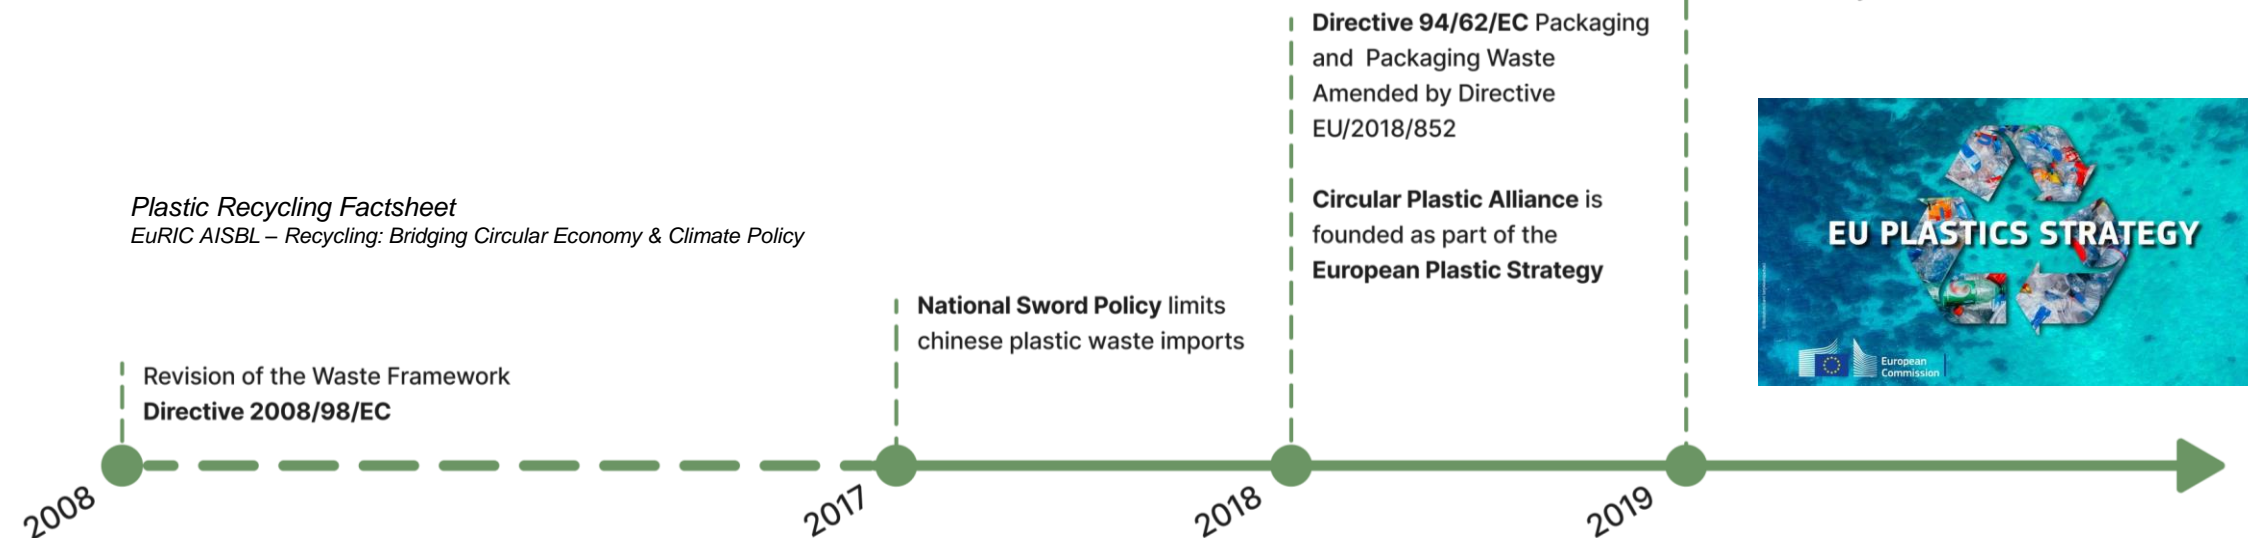 Directive 94/62/EC Packaging
and Packaging Waste
Amended by Directive
EU/2018/852
Circular Plastic Alliance is
founded as part of the
European Plastic Strategy
Plastic Recycling Factsheet
EuRIC AISBL – Recycling: Bridging Circular Economy & Climate Policy
National Sword Policy limits
chinese plastic waste imports
Revision of the Waste Framework
Directive 2008/98/EC
EU PLASTICS STRATEGY
European
Commission
2008
2017
2018
2019